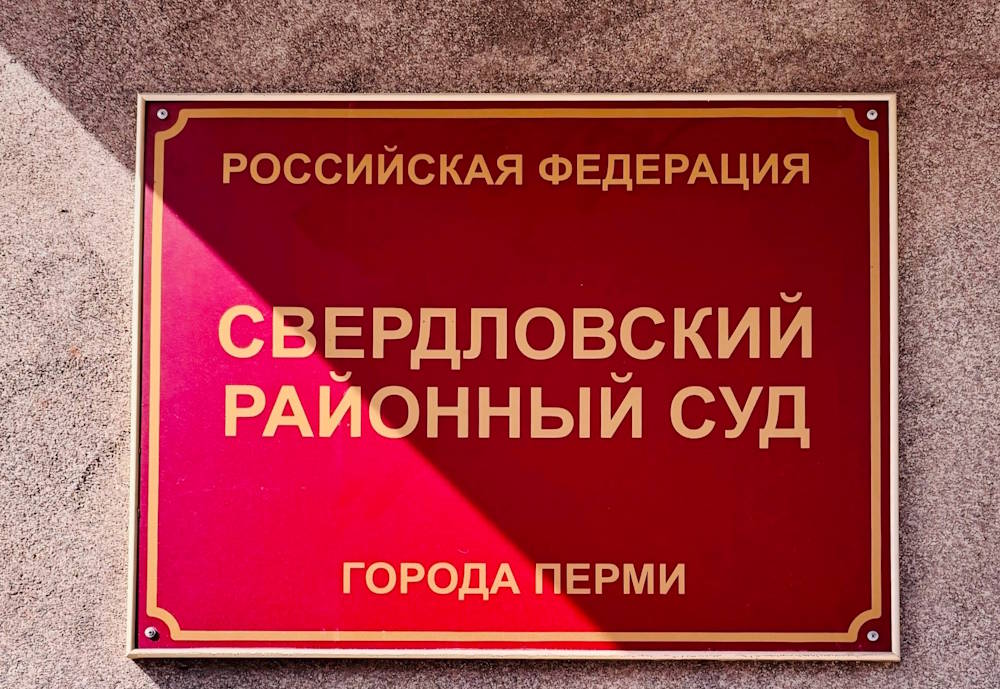 РОССИЙСКАЯ ФЕДЕРАЦИЯ
СВЕРДЛОВСКИЙ
РАЙОННЫЙ СУД
ГОРОДА ПЕРМИ